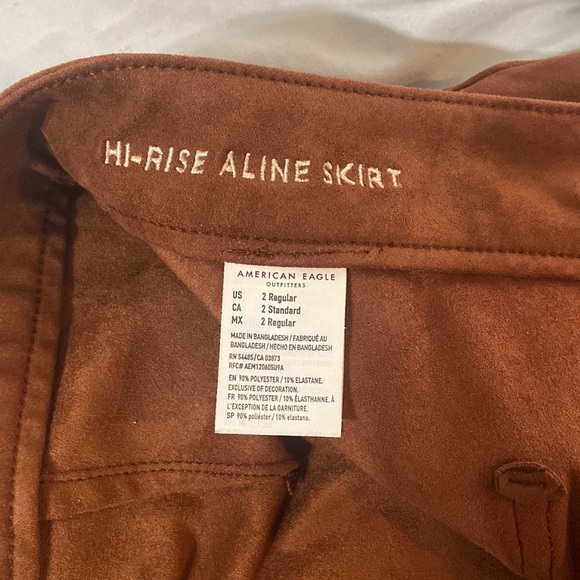 HI-RISE ALINE SKIRT
AMERICAN EAGLE
OUTFITTERS
US 2 Regular
CA 2 Standard
MX 2 Regular
MADE IN BANGLADESH / FABRIQUÉ AU
BANGLADESH / HECHO EN BANGLADESH
RN 54485/CA 03873
RFC# AEM120605U9A
EN 90% POLYESTER / 10% ELASTANE.
EXCLUSIVE OF DECORATION.
FR 90% POLYESTER / 10% ÉLASTHANNE. À
L'EXCEPTION DE LA GARNITURE.
SP 90% poliéster / 10% elastano.